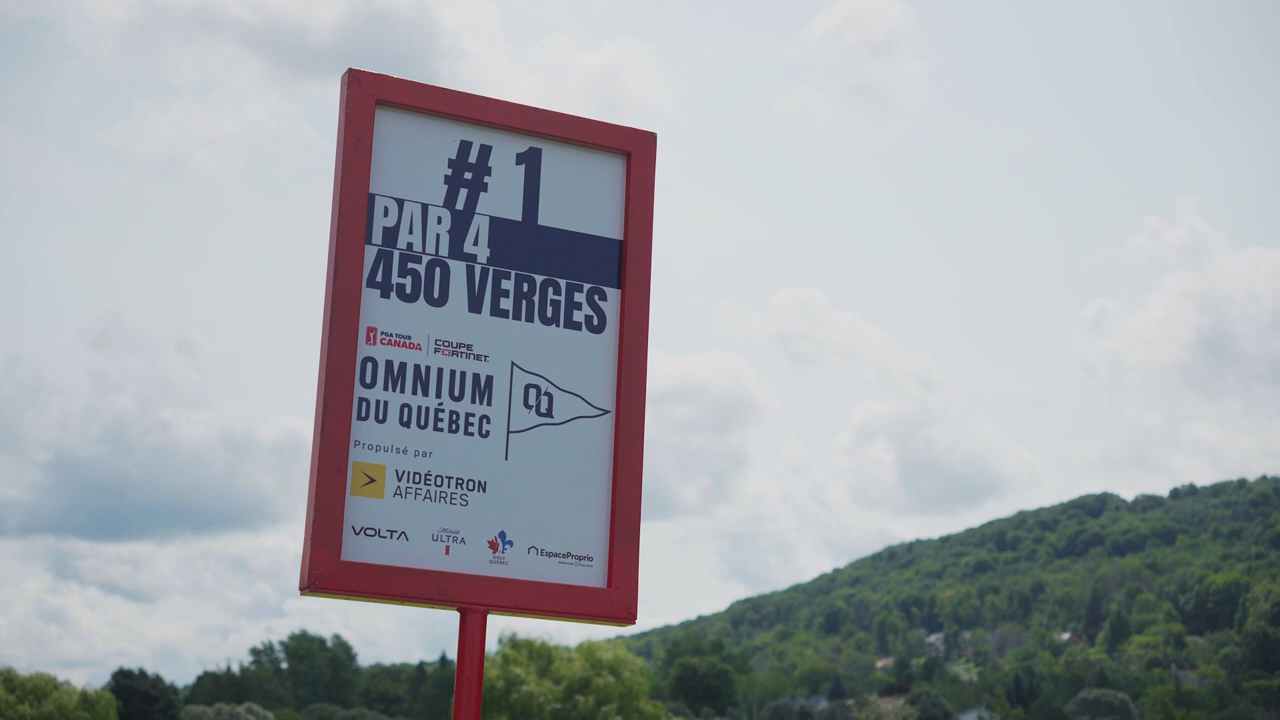 #1
PAR 4
450 VERGES
PGA TOUR CANADA
COUPE FORTINET
OMNIUM
DU QUÉBEC
OQ
Propulsé par
VIDÉOTRON
AFFAIRES
VOLTA
Michelob ULTRA
GOLF QUÉBEC
EspaceProprio